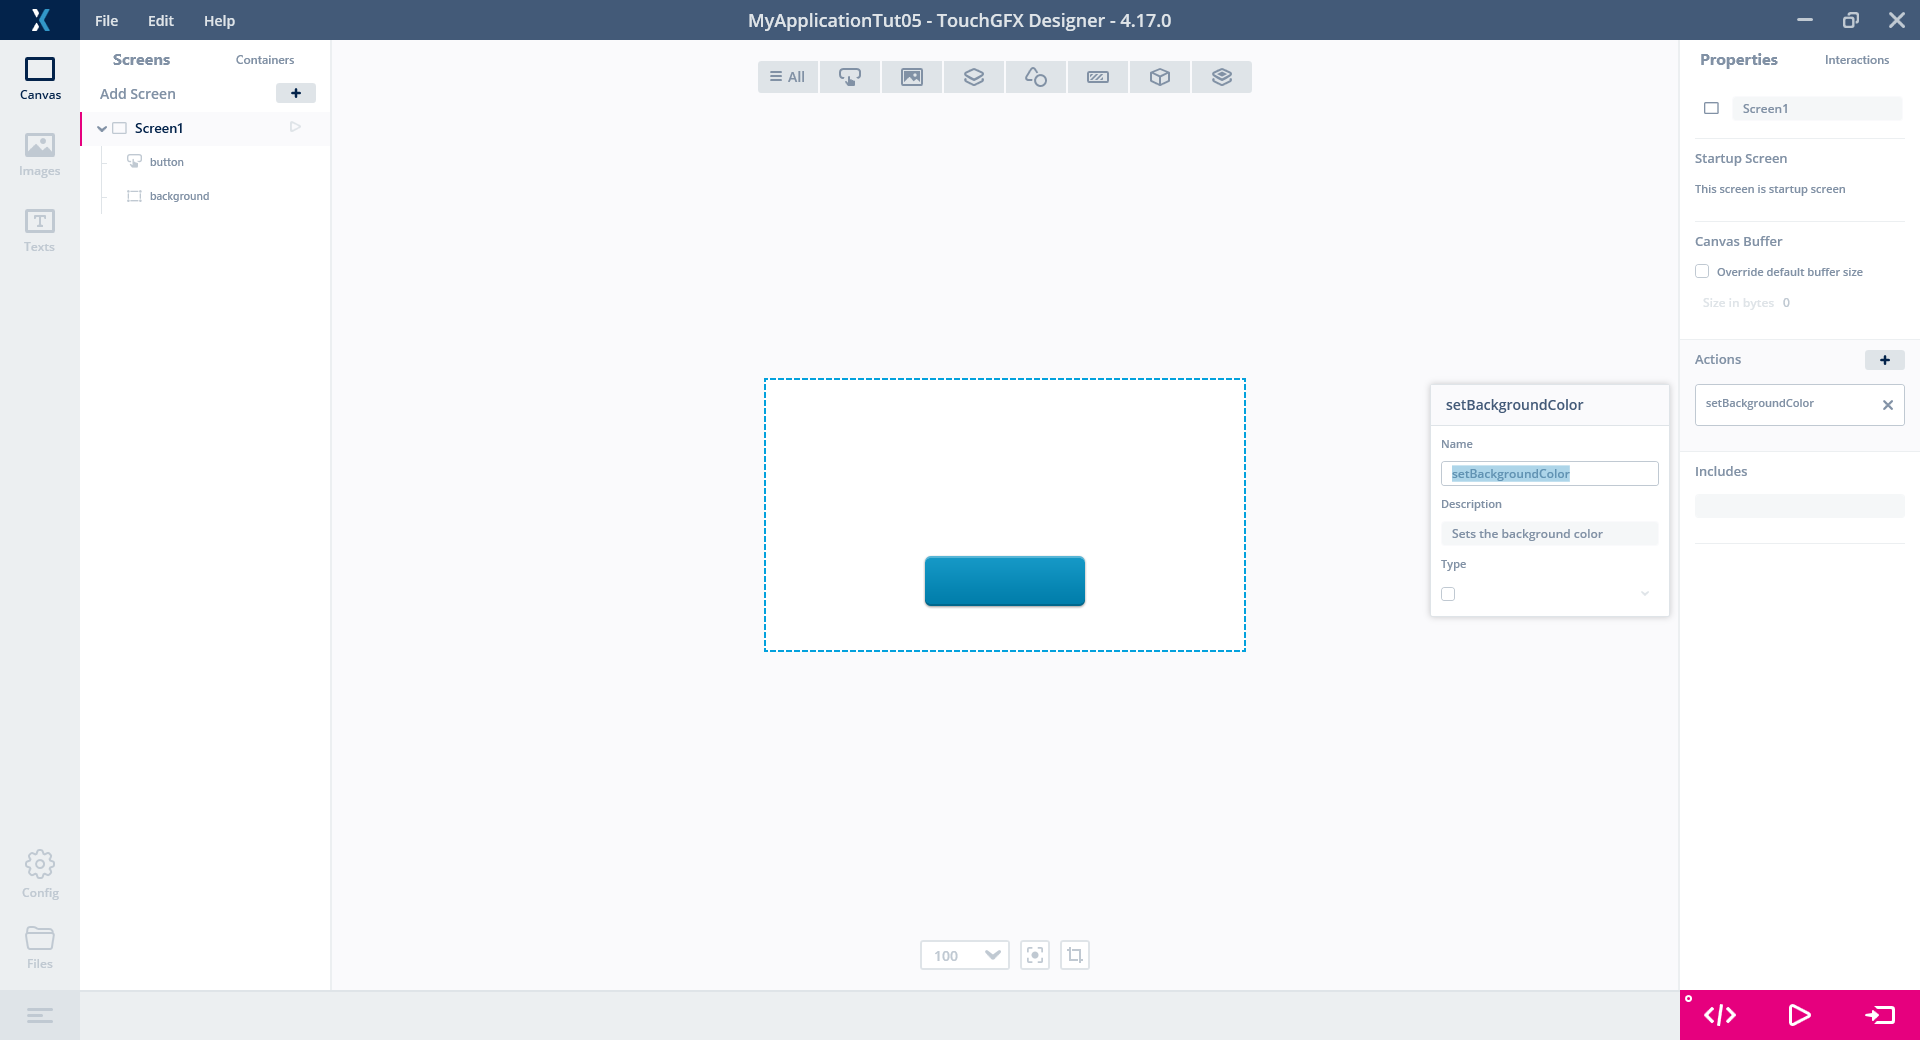 File Edit Help
MyApplicationTut05 - TouchGFX Designer - 4.17.0
Canvas
Images
Texts
Config
Files
Screens Containers
Add Screen
Screen1
button
background
All
100
setBackgroundColor
Name
setBackgroundColor
Description
Sets the background color
Type
Properties Interactions
Screen1
Startup Screen
This screen is startup screen
Canvas Buffer
Override default buffer size
Size in bytes 0
Actions
setBackgroundColor
Includes